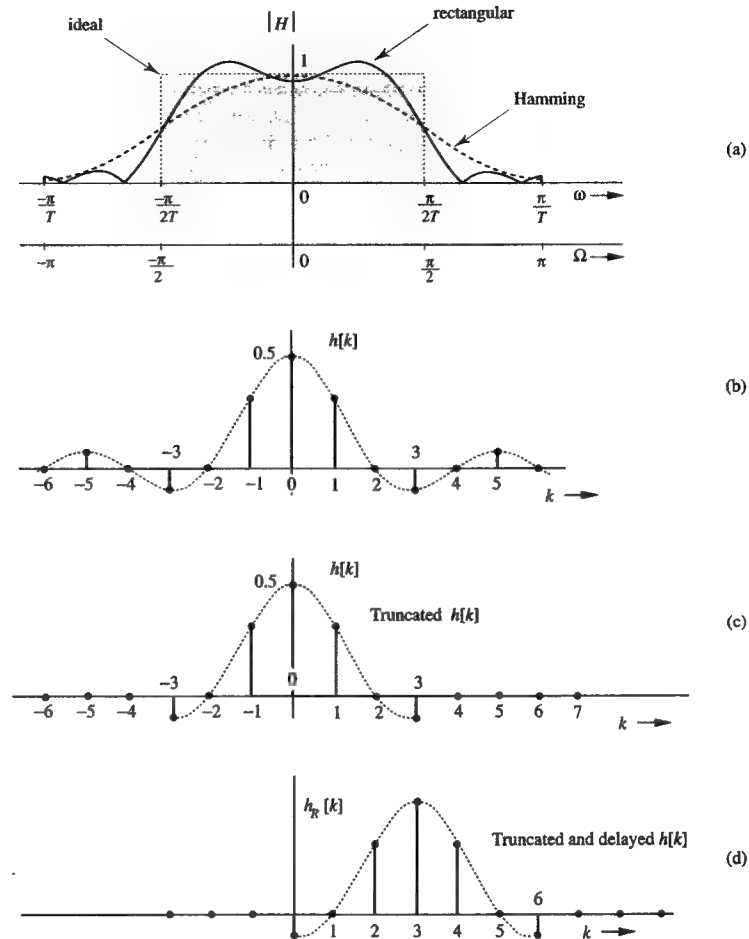 ideal |H| rectangular
1
Hamming
(a)
−π/T −π/2T 0 π/2T ω π/T
−π −π/2 0 π/2 π Ω
h[k]
0.5
(b)
−3 3
−6 −5 −4 −2 −1 0 1 2 4 5
k
h[k]
0.5
Truncated h[k]
(c)
−3 0 3
−6 −5 −4 −2 −1 1 2 4 5 6 7
k
h_R[k]
Truncated and delayed h[k]
(d)
6
1 2 3 4 5 k